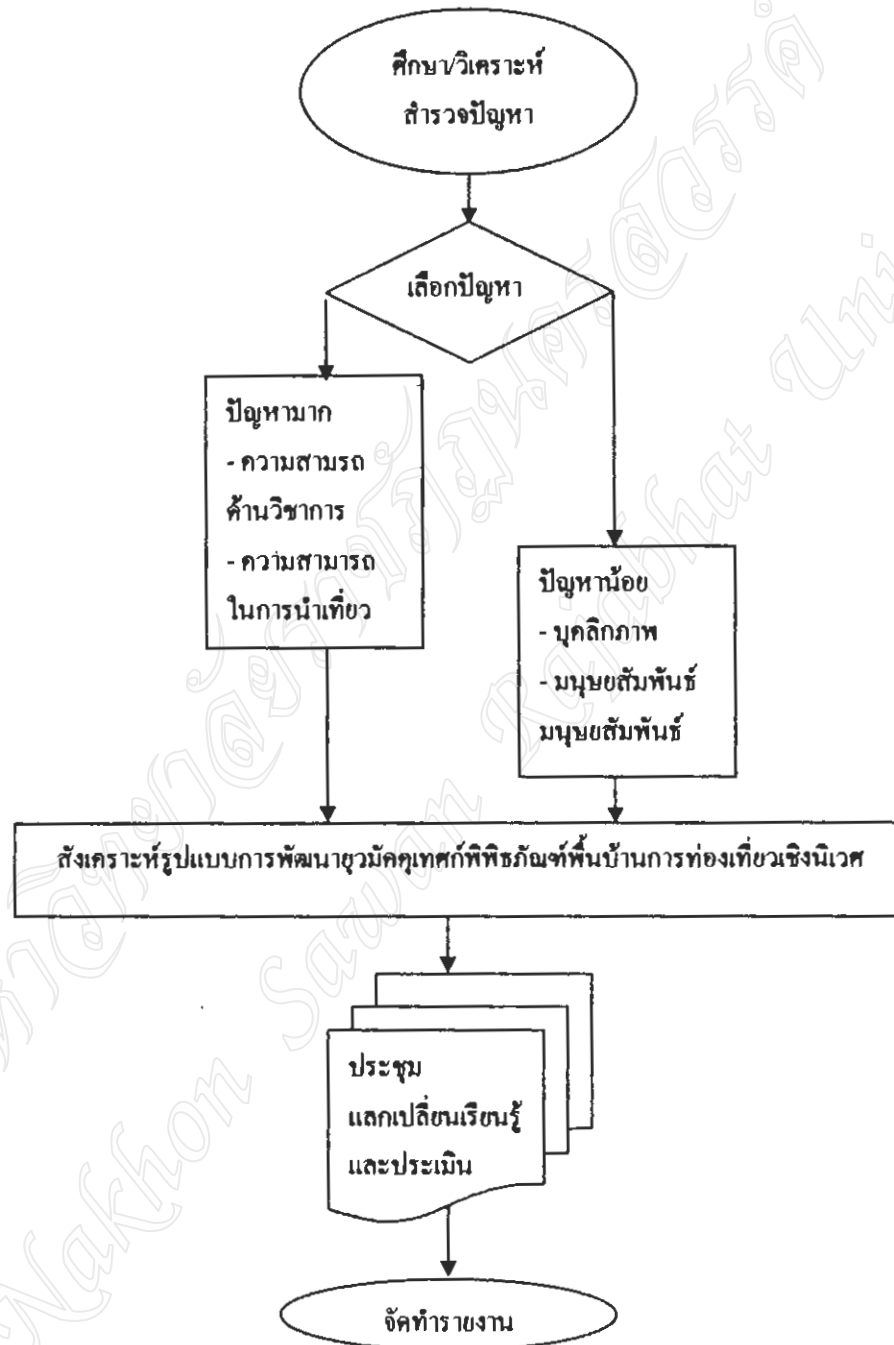 ศึกษา/วิเคราะห์
สำรวจปัญหา
เลือกปัญหา
ปัญหามาก
- ความสามรถ
ด้านวิชาการ
- ความสามารถ
ในการนำเที่ยว
ปัญหาน้อย
- บุคลิกภาพ
- มนุษยสัมพันธ์
มนุษยสัมพันธ์
สังเคราะห์รูปแบบการพัฒนายุวมัคคุเทศก์พิพิธภัณฑ์พื้นบ้านการท่องเที่ยวเชิงนิเวศ
ประชุม
แลกเปลี่ยนเรียนรู้
และประเมิน
จัดทำรายงาน
Nakhon Sawan Rajabhat Uni